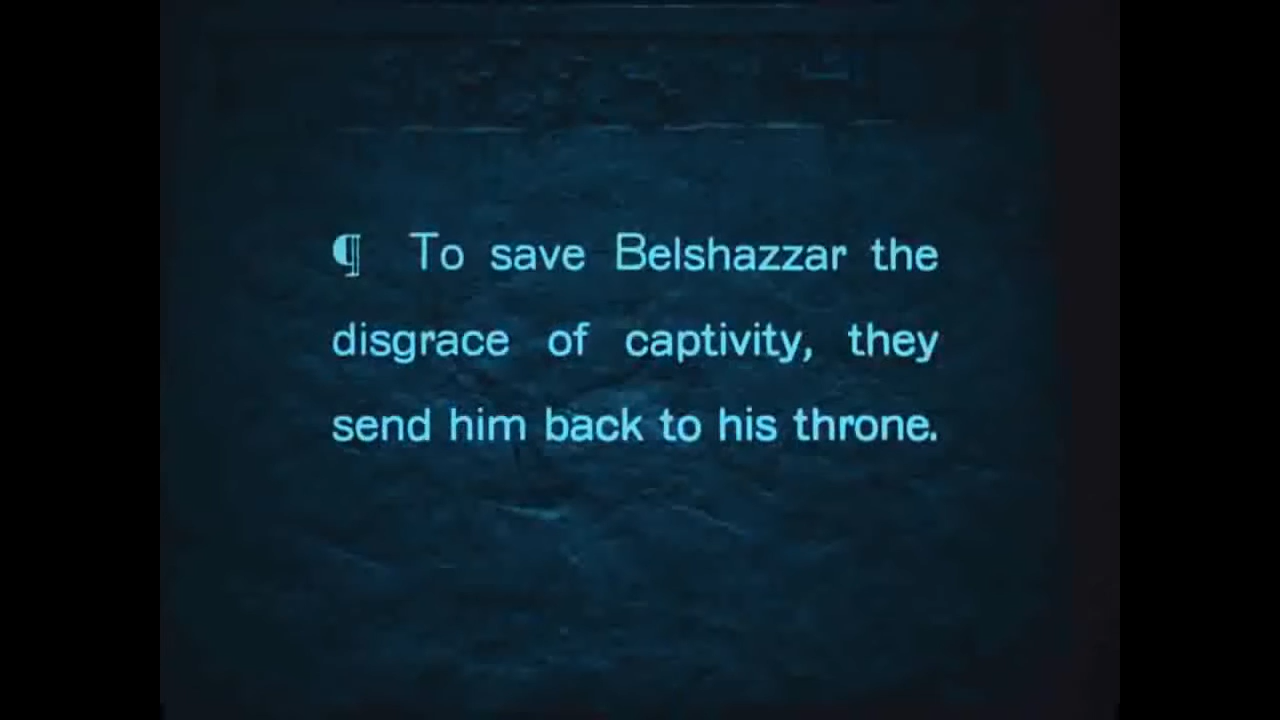 ¶ To save Belshazzar the
disgrace of captivity, they
send him back to his throne.